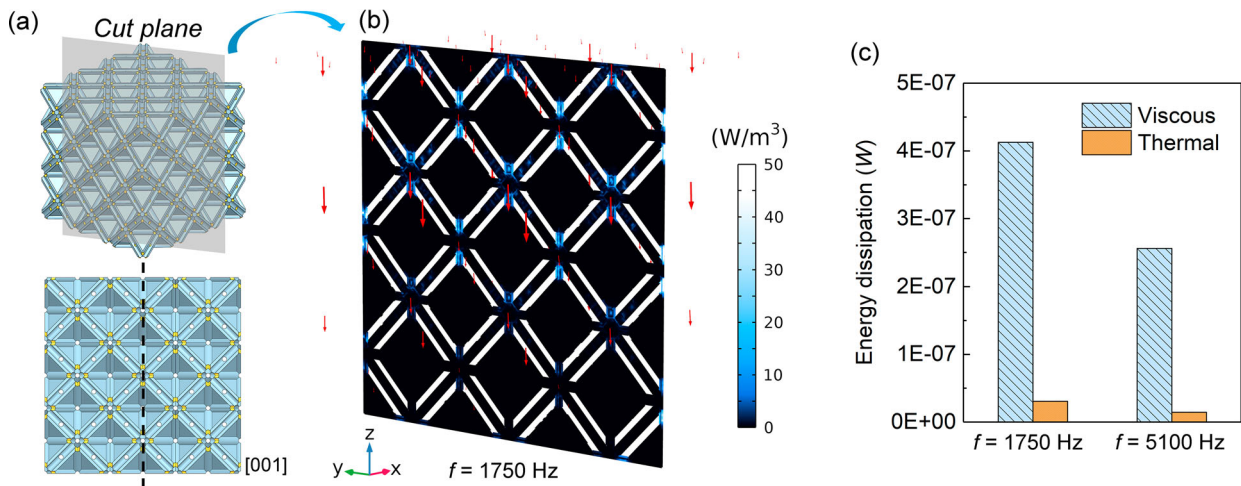 (a)
Cut plane
[001]
(b)
(W/m³)
50
40
30
20
10
0
z
y
x
f = 1750 Hz
(c)
5E-07
4E-07
3E-07
2E-07
1E-07
0E+00
Energy dissipation (W)
Viscous
Thermal
f = 1750 Hz
f = 5100 Hz